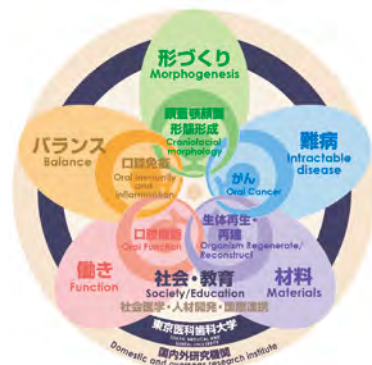 形づくり
Morphogenesis
頭蓋顎顔面
形態形成
Craniofacial
morphology
バランス
Balance
難病
Intractable
disease
口腔免疫
Oral immunity
and
inflammation
がん
Oral Cancer
口腔機能
Oral Function
生体再生・
再建
Organism Regenerate/
Reconstruct
働き
Function
社会・教育
Society/Education
材料
Materials
社会医学・人材開発・国際連携
東京医科歯科大学
TOKYO MEDICAL AND
DENTAL UNIVERSITY
国内外研究機関
Domestic and overseas research institute